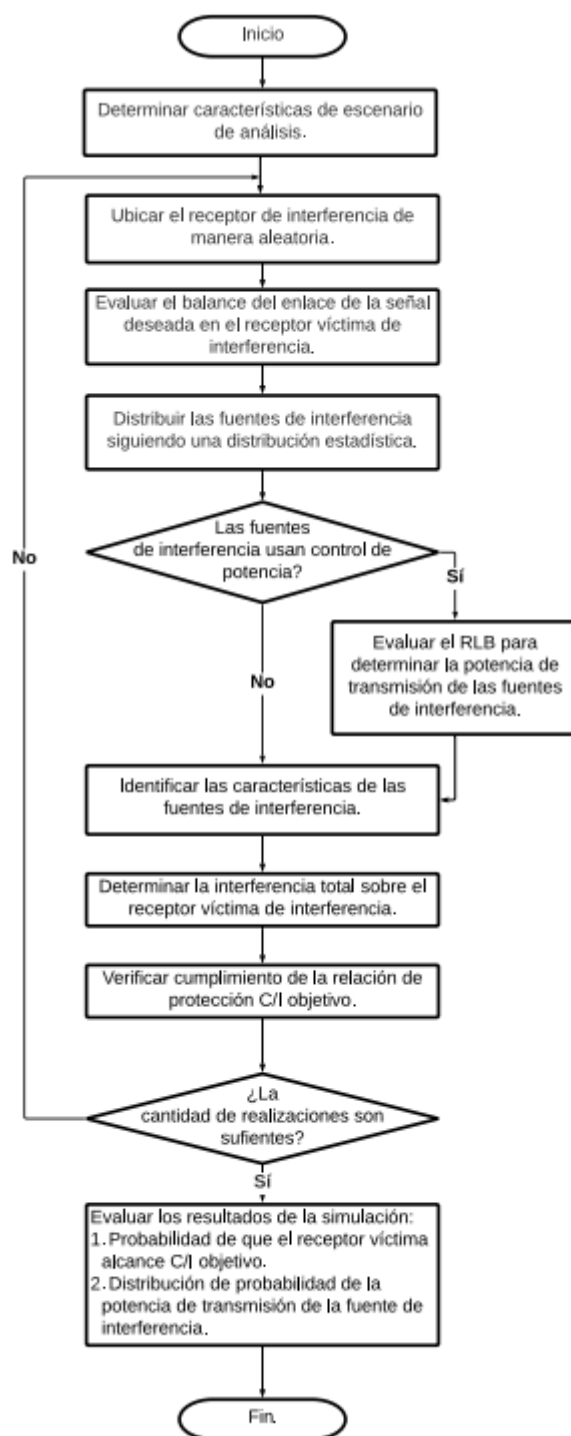 Inicio
Determinar características de escenario
de análisis.
Ubicar el receptor de interferencia de
manera aleatoria.
Evaluar el balance del enlace de la señal
deseada en el receptor víctima de
interferencia.
Distribuir las fuentes de interferencia
siguiendo una distribución estadística.
Las fuentes
de interferencia usan control de
potencia?
No
Sí
Evaluar el RLB para
determinar la potencia de
transmisión de las fuentes
de interferencia.
No
Identificar las características de las
fuentes de interferencia.
Determinar la interferencia total sobre el
receptor víctima de interferencia.
Verificar cumplimiento de la relación de
protección C/I objetivo.
¿La
cantidad de realizaciones son
sufientes?
Sí
Evaluar los resultados de la simulación:
1. Probabilidad de que el receptor víctima
alcance C/I objetivo.
2. Distribución de probabilidad de la
potencia de transmisión de la fuente de
interferencia.
Fin.